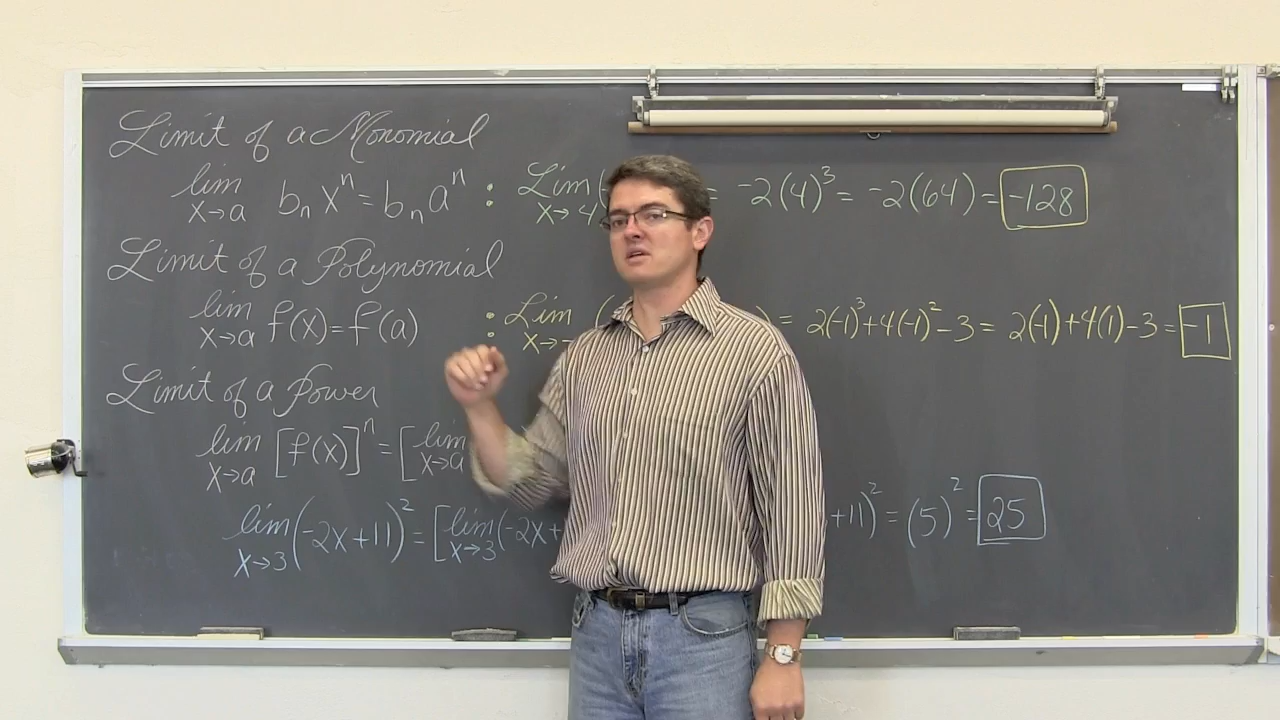 Limit of a Monomial
lim x→a bₙxⁿ = bₙaⁿ : Lim x→4 ( = -2(4)³ = -2(64) = -128
Limit of a Polynomial
lim x→a f(x) = f(a) : Lim x→- ( ) = 2(-1)³+4(-1)²-3 = 2(-1)+4(1)-3 = -1
Limit of a Power
lim x→a [f(x)]ⁿ = [lim x→a
lim x→3 (-2x+11)² = [lim x→3 (-2x+ +11)² = (5)² = 25